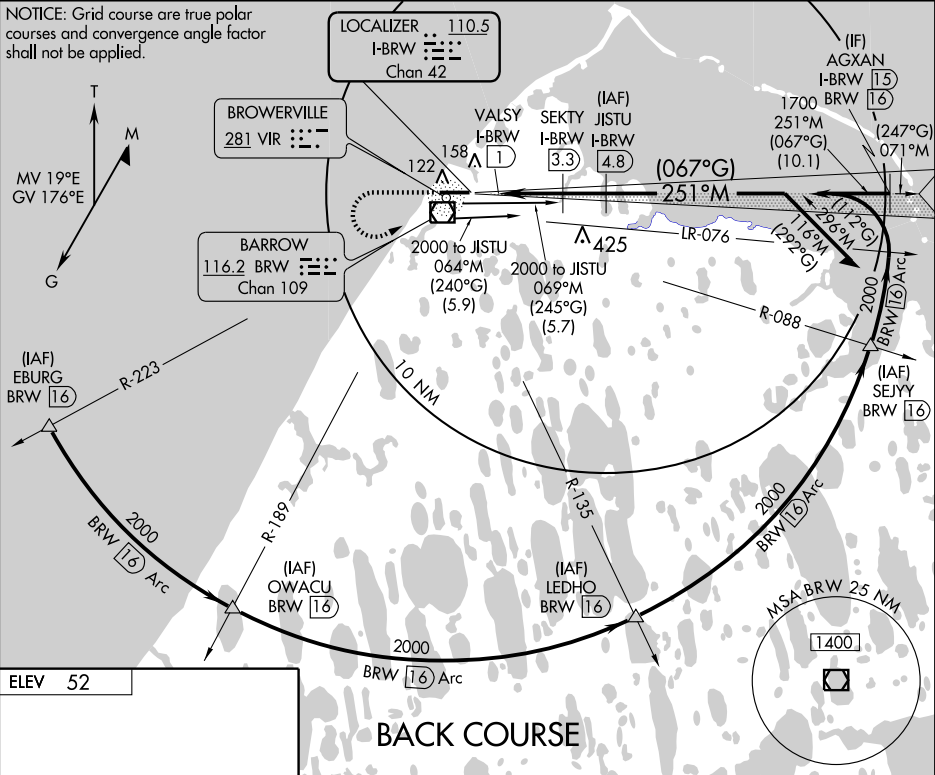 NOTICE: Grid course are true polar
courses and convergence angle factor
shall not be applied.
LOCALIZER 110.5
I-BRW
Chan 42
BROWERVILLE
281 VIR
BARROW
116.2 BRW
Chan 109
T
M
MV 19°E
GV 176°E
G
158
122
VALSY
I-BRW
1
SEKTY
I-BRW
3.3
(IAF)
JISTU
I-BRW
4.8
(IF)
AGXAN
I-BRW 15
BRW 16
1700
251°M
(067°G)
(10.1)
(247°G)
071°M
(067°G)
251°M
425
LR-076
116°M
(292°G)
(112°G)
296°M
2000 to JISTU
064°M
(240°G)
(5.9)
2000 to JISTU
069°M
(245°G)
(5.7)
2000
BRW 16 Arc
R-088
(IAF)
SEJYY
BRW 16
10 NM
(IAF)
EBURG
BRW 16
R-223
R-189
R-135
2000
BRW 16 Arc
(IAF)
OWACU
BRW 16
2000
BRW 16 Arc
(IAF)
LEDHO
BRW 16
2000
BRW 16 Arc
MSA BRW 25 NM
1400
ELEV 52
BACK COURSE